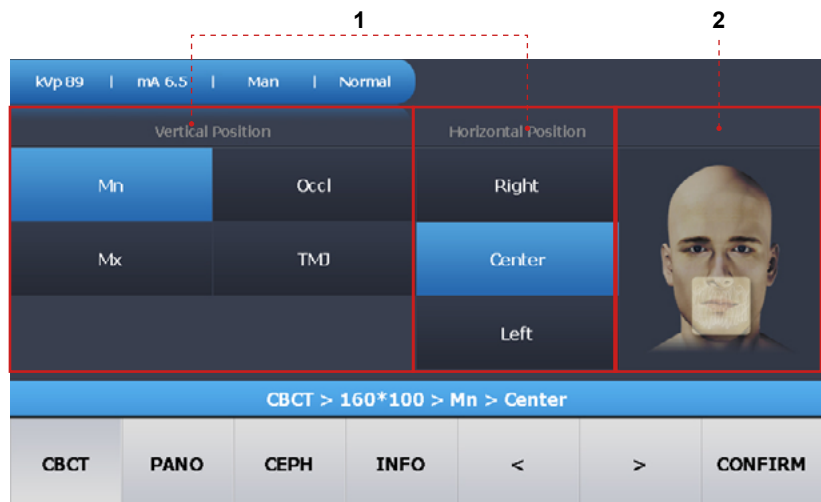 1
2
kVp 89 | mA 6.5 | Man | Normal
Vertical Position
Horizontal Position
Mn
Occl
Right
Mx
TMJ
Center
Left
CBCT > 160*100 > Mn > Center
CBCT
PANO
CEPH
INFO
<
>
CONFIRM